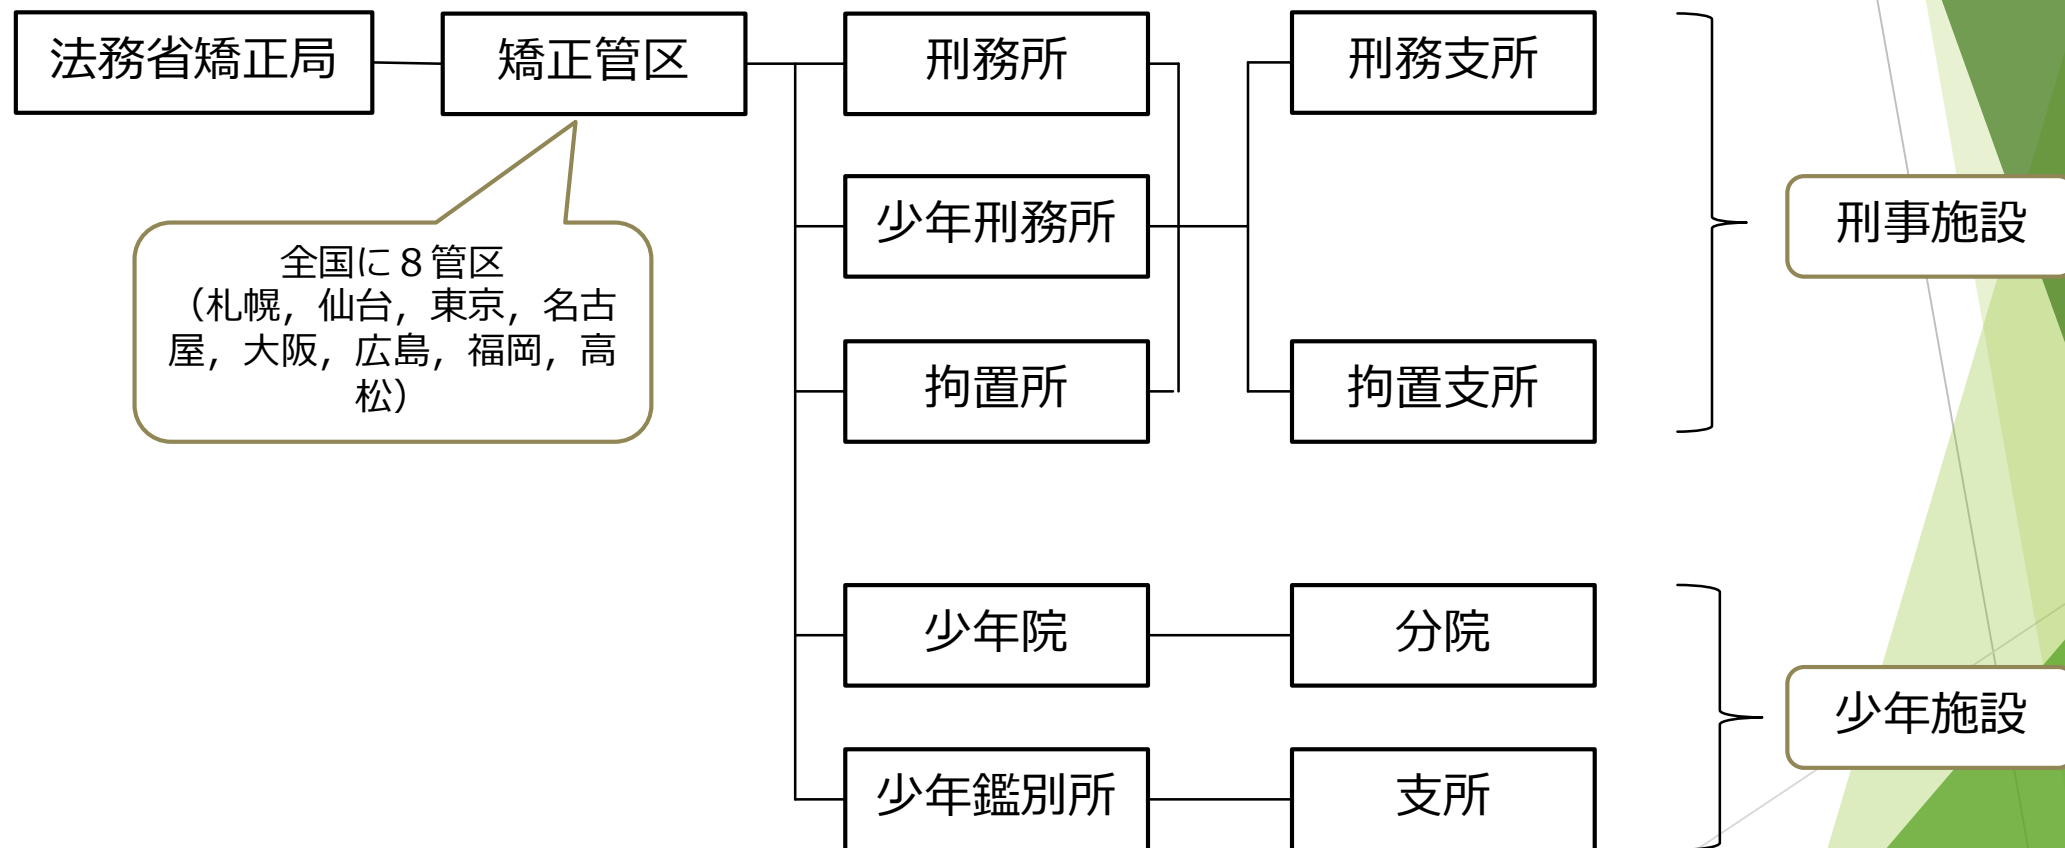 法務省矯正局
矯正管区
刑務所
刑務支所
少年刑務所
刑事施設
全国に８管区
（札幌，仙台，東京，名古
屋，大阪，広島，福岡，高
松）
拘置所
拘置支所
少年院
分院
少年施設
少年鑑別所
支所